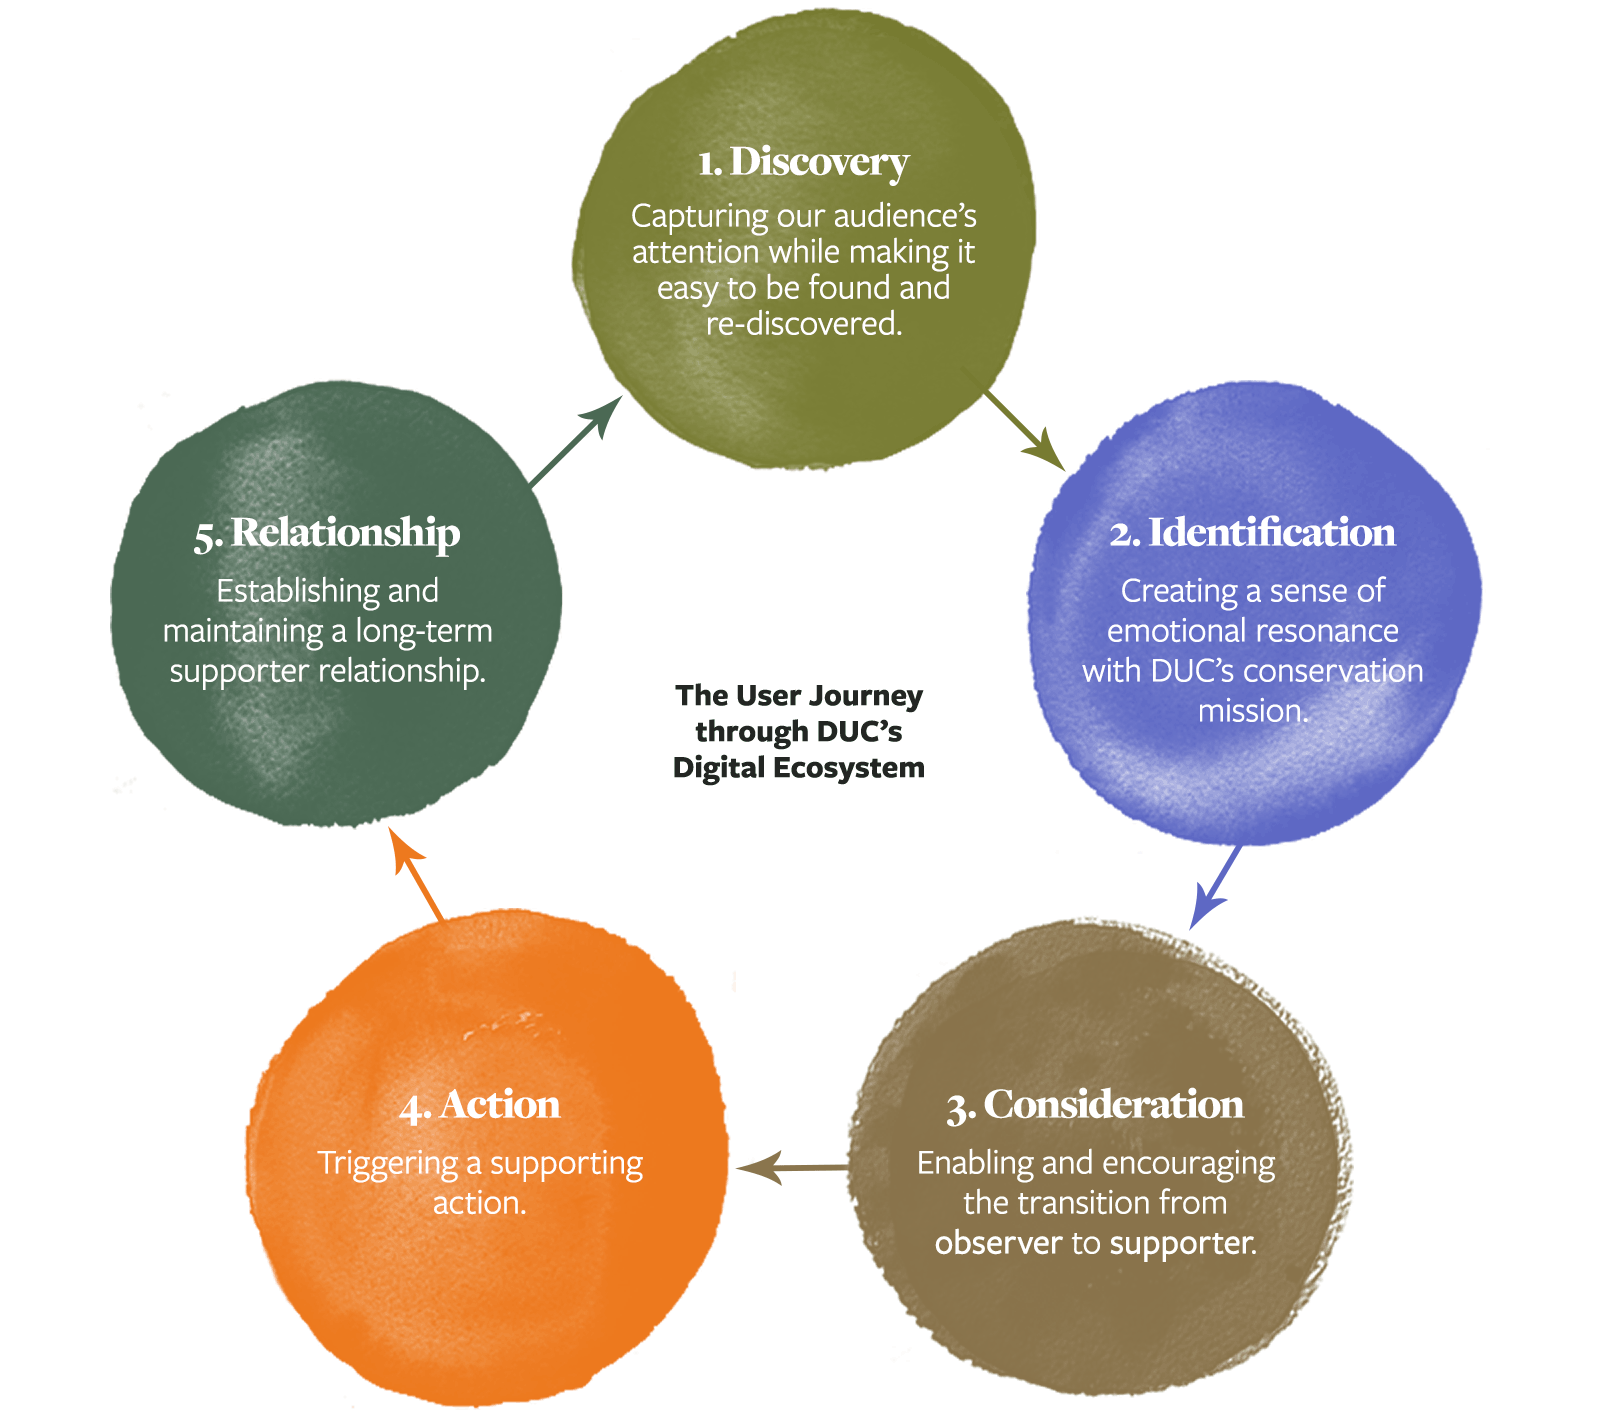 1. Discovery
Capturing our audience’s
attention while making it
easy to be found and
re-discovered.
2. Identification
Creating a sense of
emotional resonance
with DUC’s conservation
mission.
3. Consideration
Enabling and encouraging
the transition from
observer to supporter.
4. Action
Triggering a supporting
action.
5. Relationship
Establishing and
maintaining a long-term
supporter relationship.
The User Journey
through DUC’s
Digital Ecosystem